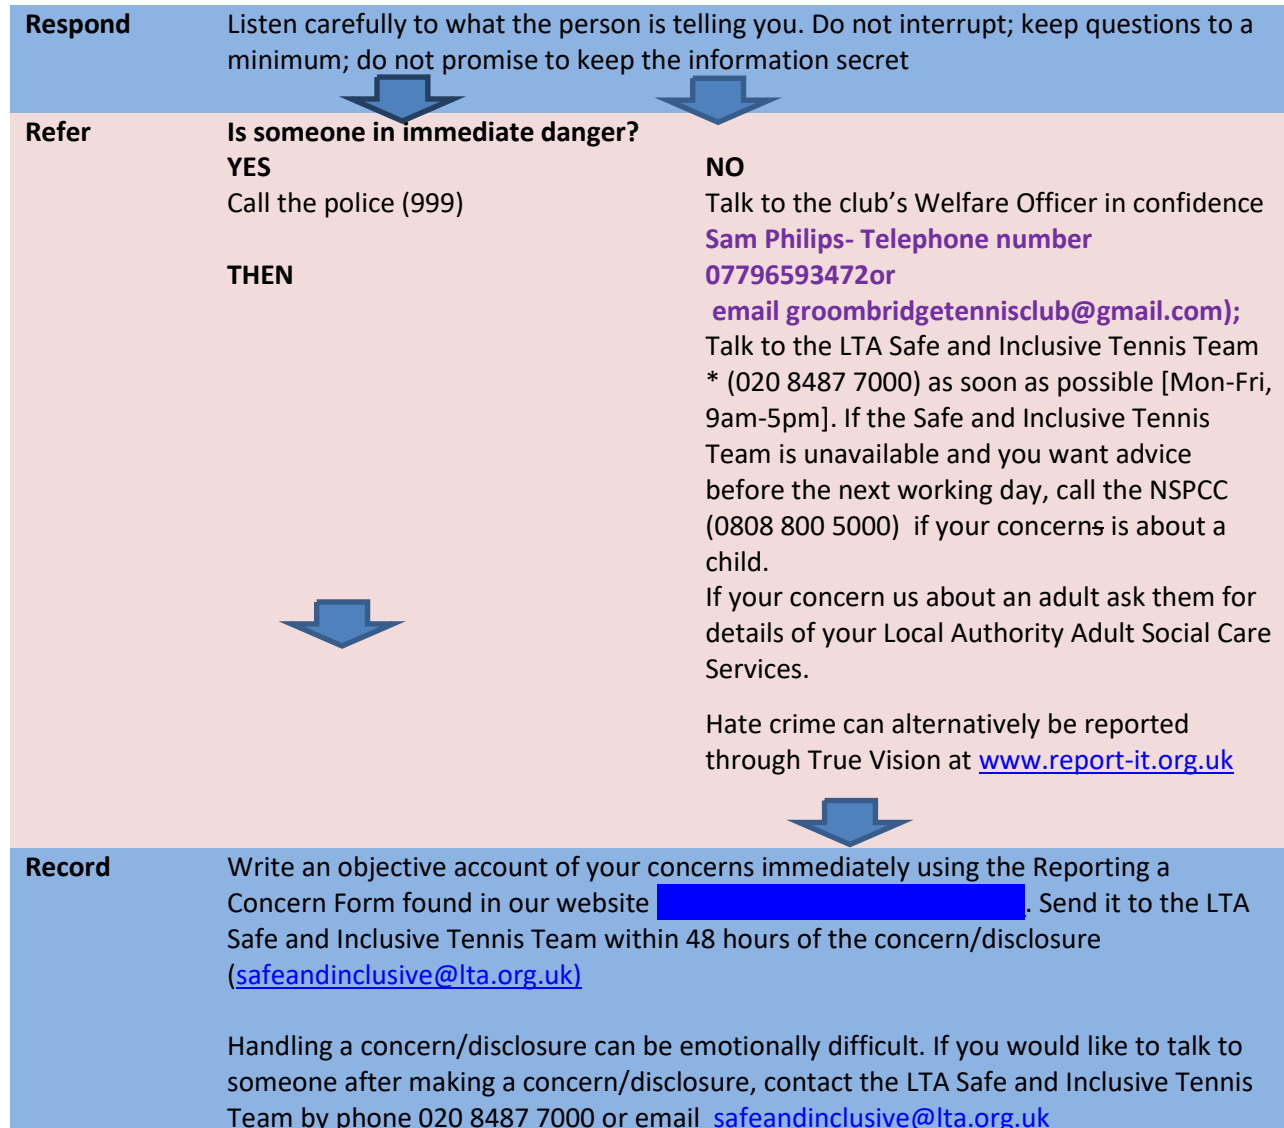 Respond
Listen carefully to what the person is telling you. Do not interrupt; keep questions to a
minimum; do not promise to keep the information secret
Refer
Is someone in immediate danger?
YES
Call the police (999)
THEN
NO
Talk to the club's Welfare Officer in confidence
Sam Philips- Telephone number
07796593472or
email groombridgetennisclub@gmail.com);
Talk to the LTA Safe and Inclusive Tennis Team
* (020 8487 7000) as soon as possible [Mon-Fri,
9am-5pm]. If the Safe and Inclusive Tennis
Team is unavailable and you want advice
before the next working day, call the NSPCC
(0808 800 5000)  if your concerns is about a
child.
If your concern us about an adult ask them for
details of your Local Authority Adult Social Care
Services.
Hate crime can alternatively be reported
through True Vision at www.report-it.org.uk
Record
Write an objective account of your concerns immediately using the Reporting a
Concern Form found in our website . Send it to the LTA
Safe and Inclusive Tennis Team within 48 hours of the concern/disclosure
(safeandinclusive@lta.org.uk)
Handling a concern/disclosure can be emotionally difficult. If you would like to talk to
someone after making a concern/disclosure, contact the LTA Safe and Inclusive Tennis
Team by phone 020 8487 7000 or email  safeandinclusive@lta.org.uk